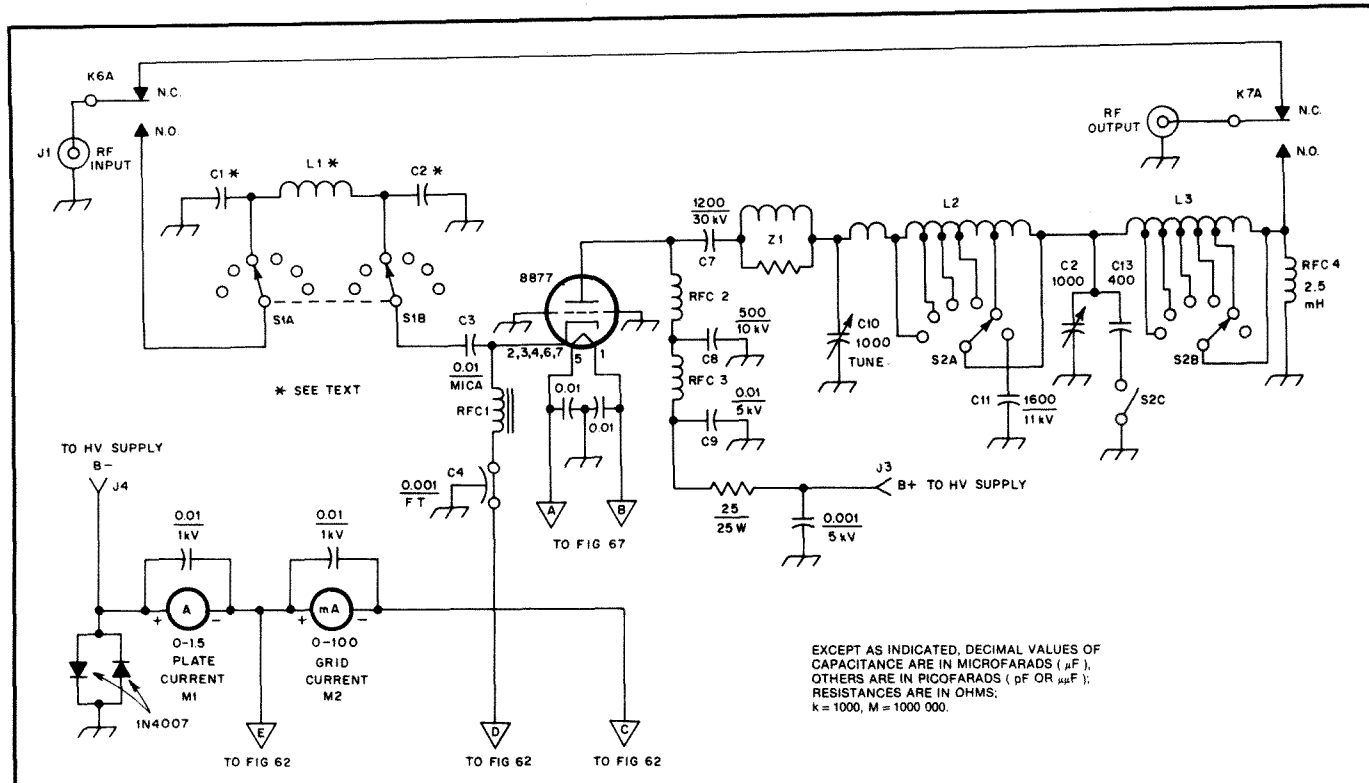 K6A
N.C.
N.O.
J1
RF
INPUT
C1*
L1*
C2*
S1A
S1B
* SEE TEXT
C3
0.01
MICA
RFC1
C4
0.001
FT
8877
2,3,4,6,7
5
1
0.01
0.01
A
B
TO FIG 67
1200
30 kV
C7
Z1
RFC 2
500
10 kV
C8
RFC 3
0.01
5 kV
C9
C10
1000
TUNE
L2
S2A
C11
1600
11 kV
C2
1000
C13
400
S2C
L3
S2B
RFC 4
2.5
mH
RF
OUTPUT
K7A
N.C.
N.O.
25
25 W
0.001
5 kV
J3
B+ TO HV SUPPLY
TO HV SUPPLY
B-
J4
0.01
1kV
0.01
1kV
+ A -
+ mA -
0-1.5
PLATE
CURRENT
M1
0-100
GRID
CURRENT
M2
1N4007
E
TO FIG 62
D
TO FIG 62
C
TO FIG 62
EXCEPT AS INDICATED, DECIMAL VALUES OF
CAPACITANCE ARE IN MICROFARADS ( µF ),
OTHERS ARE IN PICOFARADS ( pF OR µµF );
RESISTANCES ARE IN OHMS;
k = 1000, M = 1000 000.